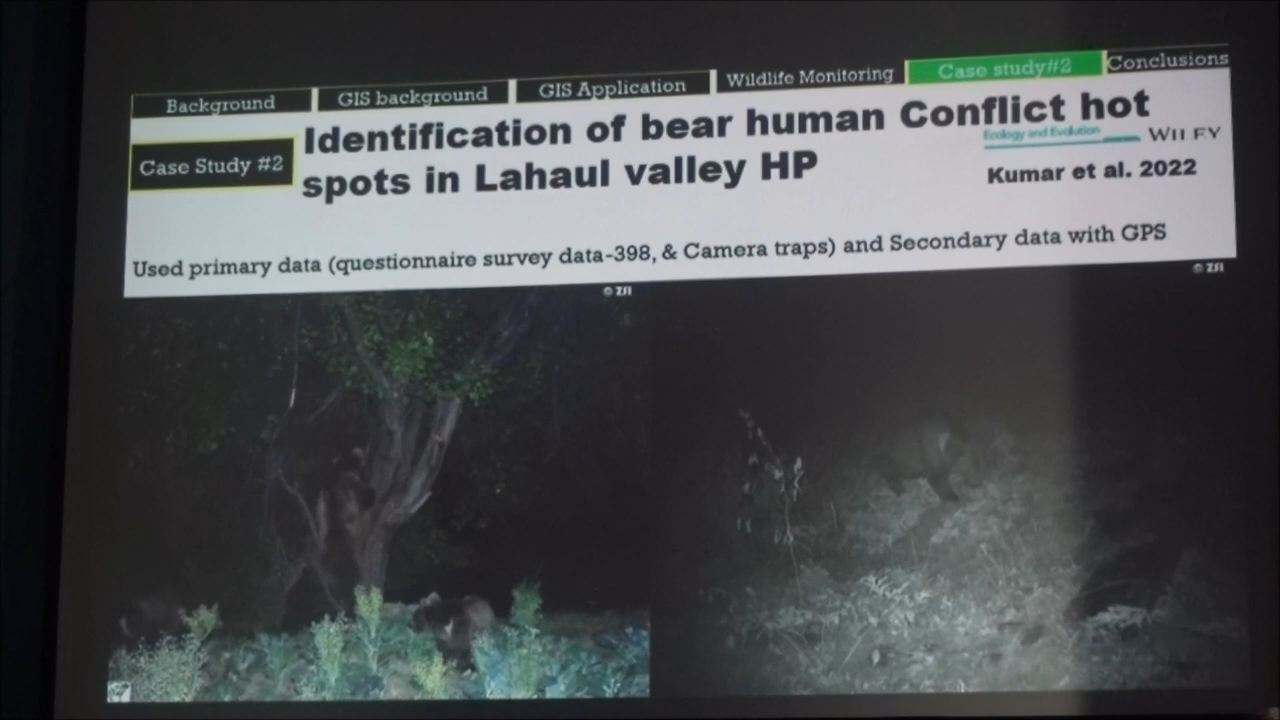 Background
GIS background
GIS Application
Wildlife Monitoring
Case study#2
Conclusions
Case Study #2
Identification of bear human Conflict hot
spots in Lahaul valley HP
Ecology and Evolution
WILEY
Kumar et al. 2022
Used primary data (questionnaire survey data-398, & Camera traps) and Secondary data with GPS
© ZSI
© ZSI